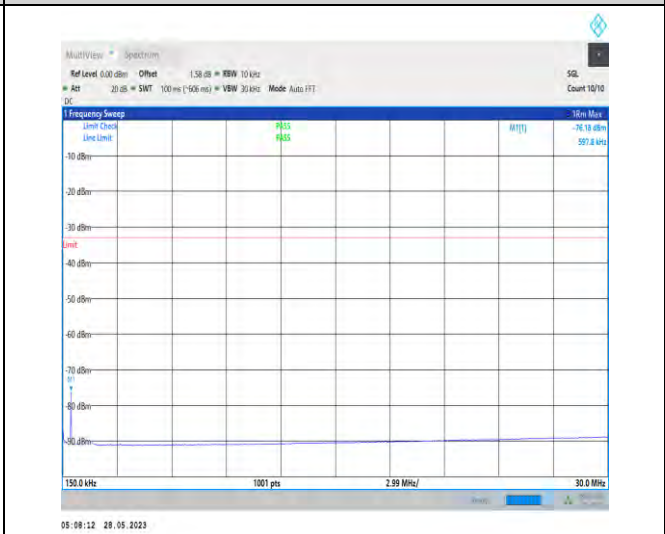 MultiView Spectrum
Ref Level 0.00 dBm Offset 1.58 dB RBW 10 kHz SGL
Att 20 dB SWT 100 ms (~606 ms) VBW 30 kHz Mode Auto FFT Count 10/10
DC
1 Frequency Sweep 1Rm Max
Limit Check PASS M1[1] -76.18 dBm
Line Limit PASS 597.8 kHz
-10 dBm
-20 dBm
-30 dBm
Limit
-40 dBm
-50 dBm
-60 dBm
-70 dBm
M1
-80 dBm
-90 dBm
150.0 kHz 1001 pts 2.99 MHz/ 30.0 MHz
05:08:12 28.05.2023